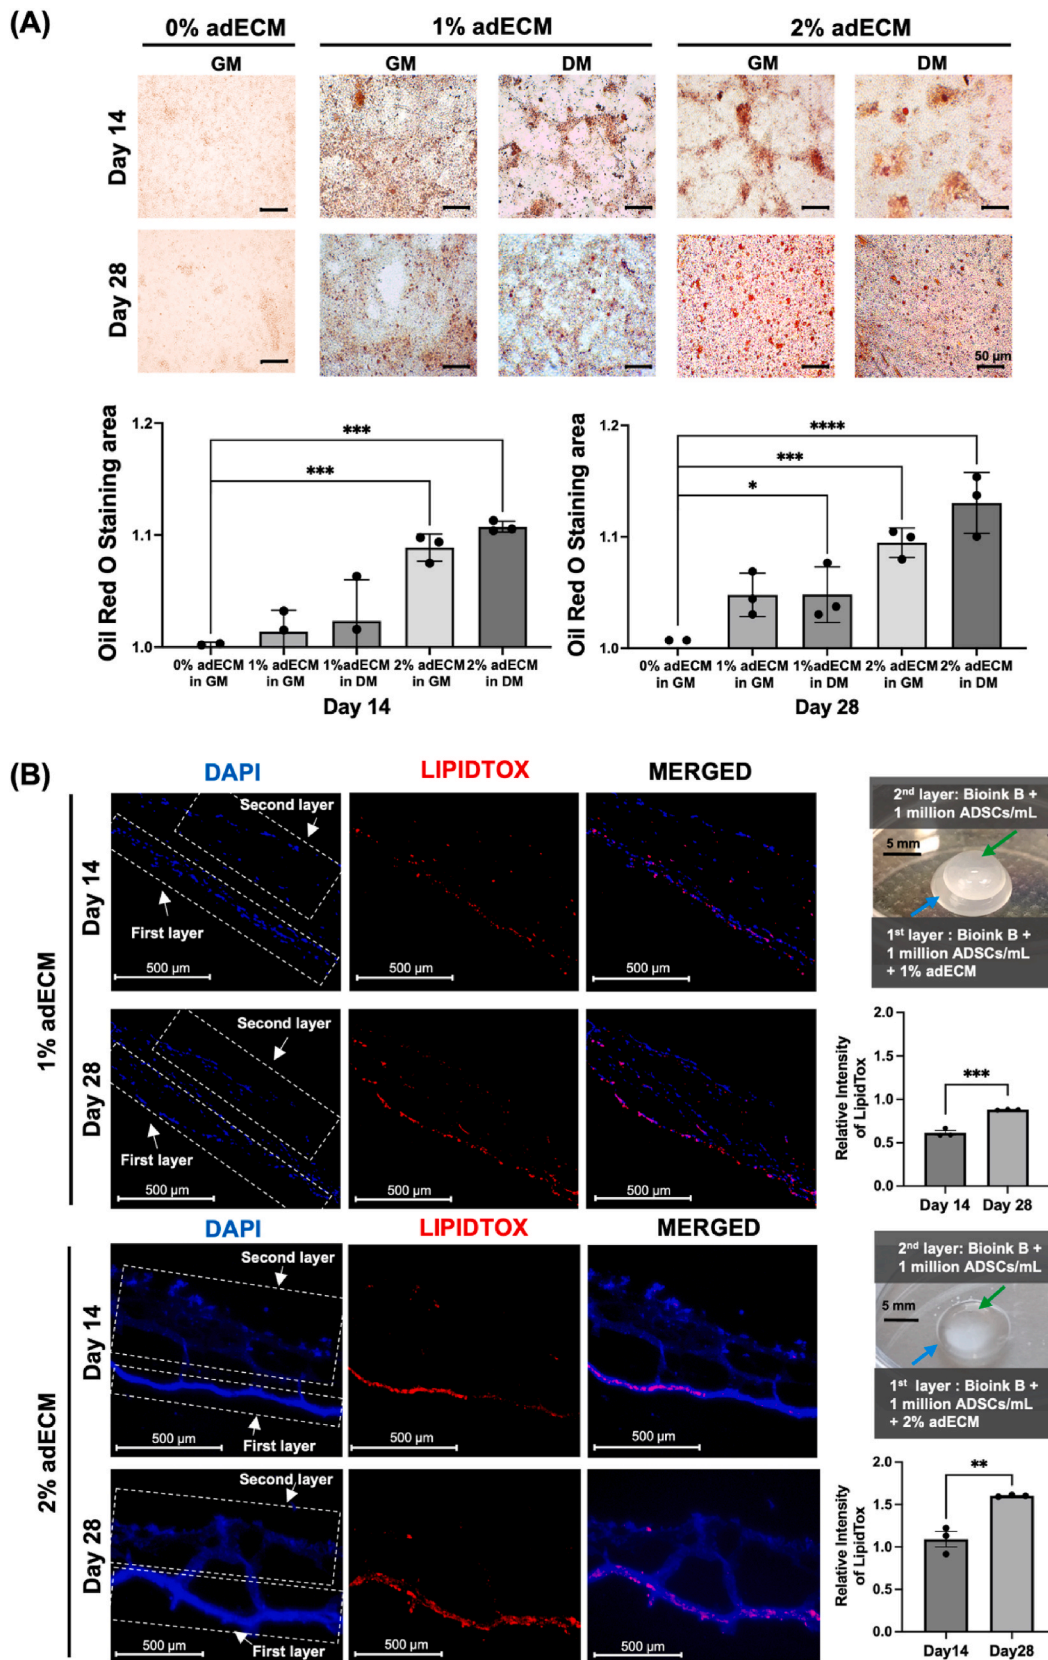 (A)
0% adECM 1% adECM 2% adECM
GM GM DM GM DM
Day 14
Day 28
50 µm
Oil Red O Staining area
1.2
1.1
1.0
***
***
0% adECM in GM
1% adECM in GM
1%adECM in DM
2% adECM in GM
2% adECM in DM
Day 14
Oil Red O Staining area
1.2
1.1
1.0
****
***
*
0% adECM in GM
1% adECM in GM
1%adECM in DM
2% adECM in GM
2% adECM in DM
Day 28
(B)
DAPI LIPIDTOX MERGED
1% adECM
Day 14
Second layer
First layer
500 µm
500 µm
500 µm
2nd layer: Bioink B +
1 million ADSCs/mL
5 mm
1st layer : Bioink B +
1 million ADSCs/mL
+ 1% adECM
Day 28
Second layer
First layer
500 µm
500 µm
500 µm
Relative Intensity
of LipidTox
2.0
1.5
1.0
0.5
0.0
***
Day 14 Day 28
DAPI LIPIDTOX MERGED
2% adECM
Day 14
Second layer
First layer
500 µm
500 µm
500 µm
2nd layer: Bioink B +
1 million ADSCs/mL
5 mm
1st layer : Bioink B +
1 million ADSCs/mL
+ 2% adECM
Day 28
Second layer
First layer
500 µm
500 µm
500 µm
Relative Intensity
of LipidTox
2.0
1.5
1.0
0.5
0.0
**
Day14 Day28